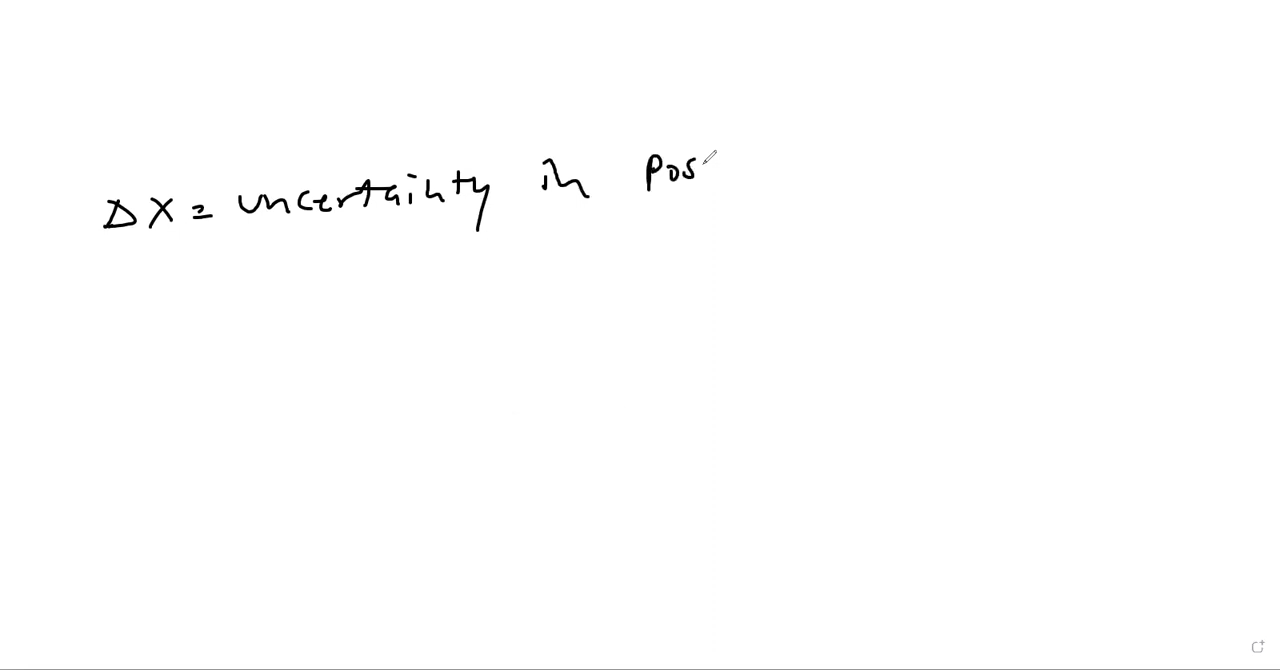 Δx = uncertainty in pos